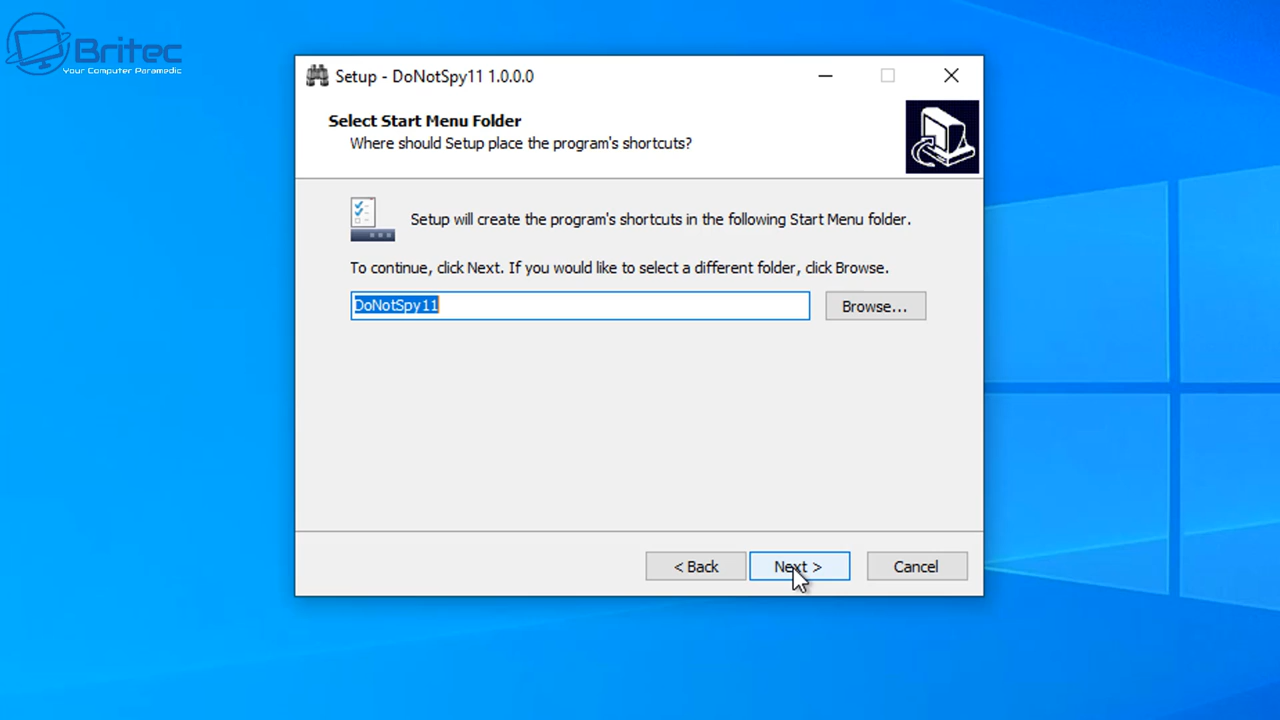 Britec
Your Computer Paramedic
Setup - DoNotSpy11 1.0.0.0
Select Start Menu Folder
Where should Setup place the program's shortcuts?
Setup will create the program's shortcuts in the following Start Menu folder.
To continue, click Next. If you would like to select a different folder, click Browse.
DoNotSpy11
Browse...
< Back
Next >
Cancel